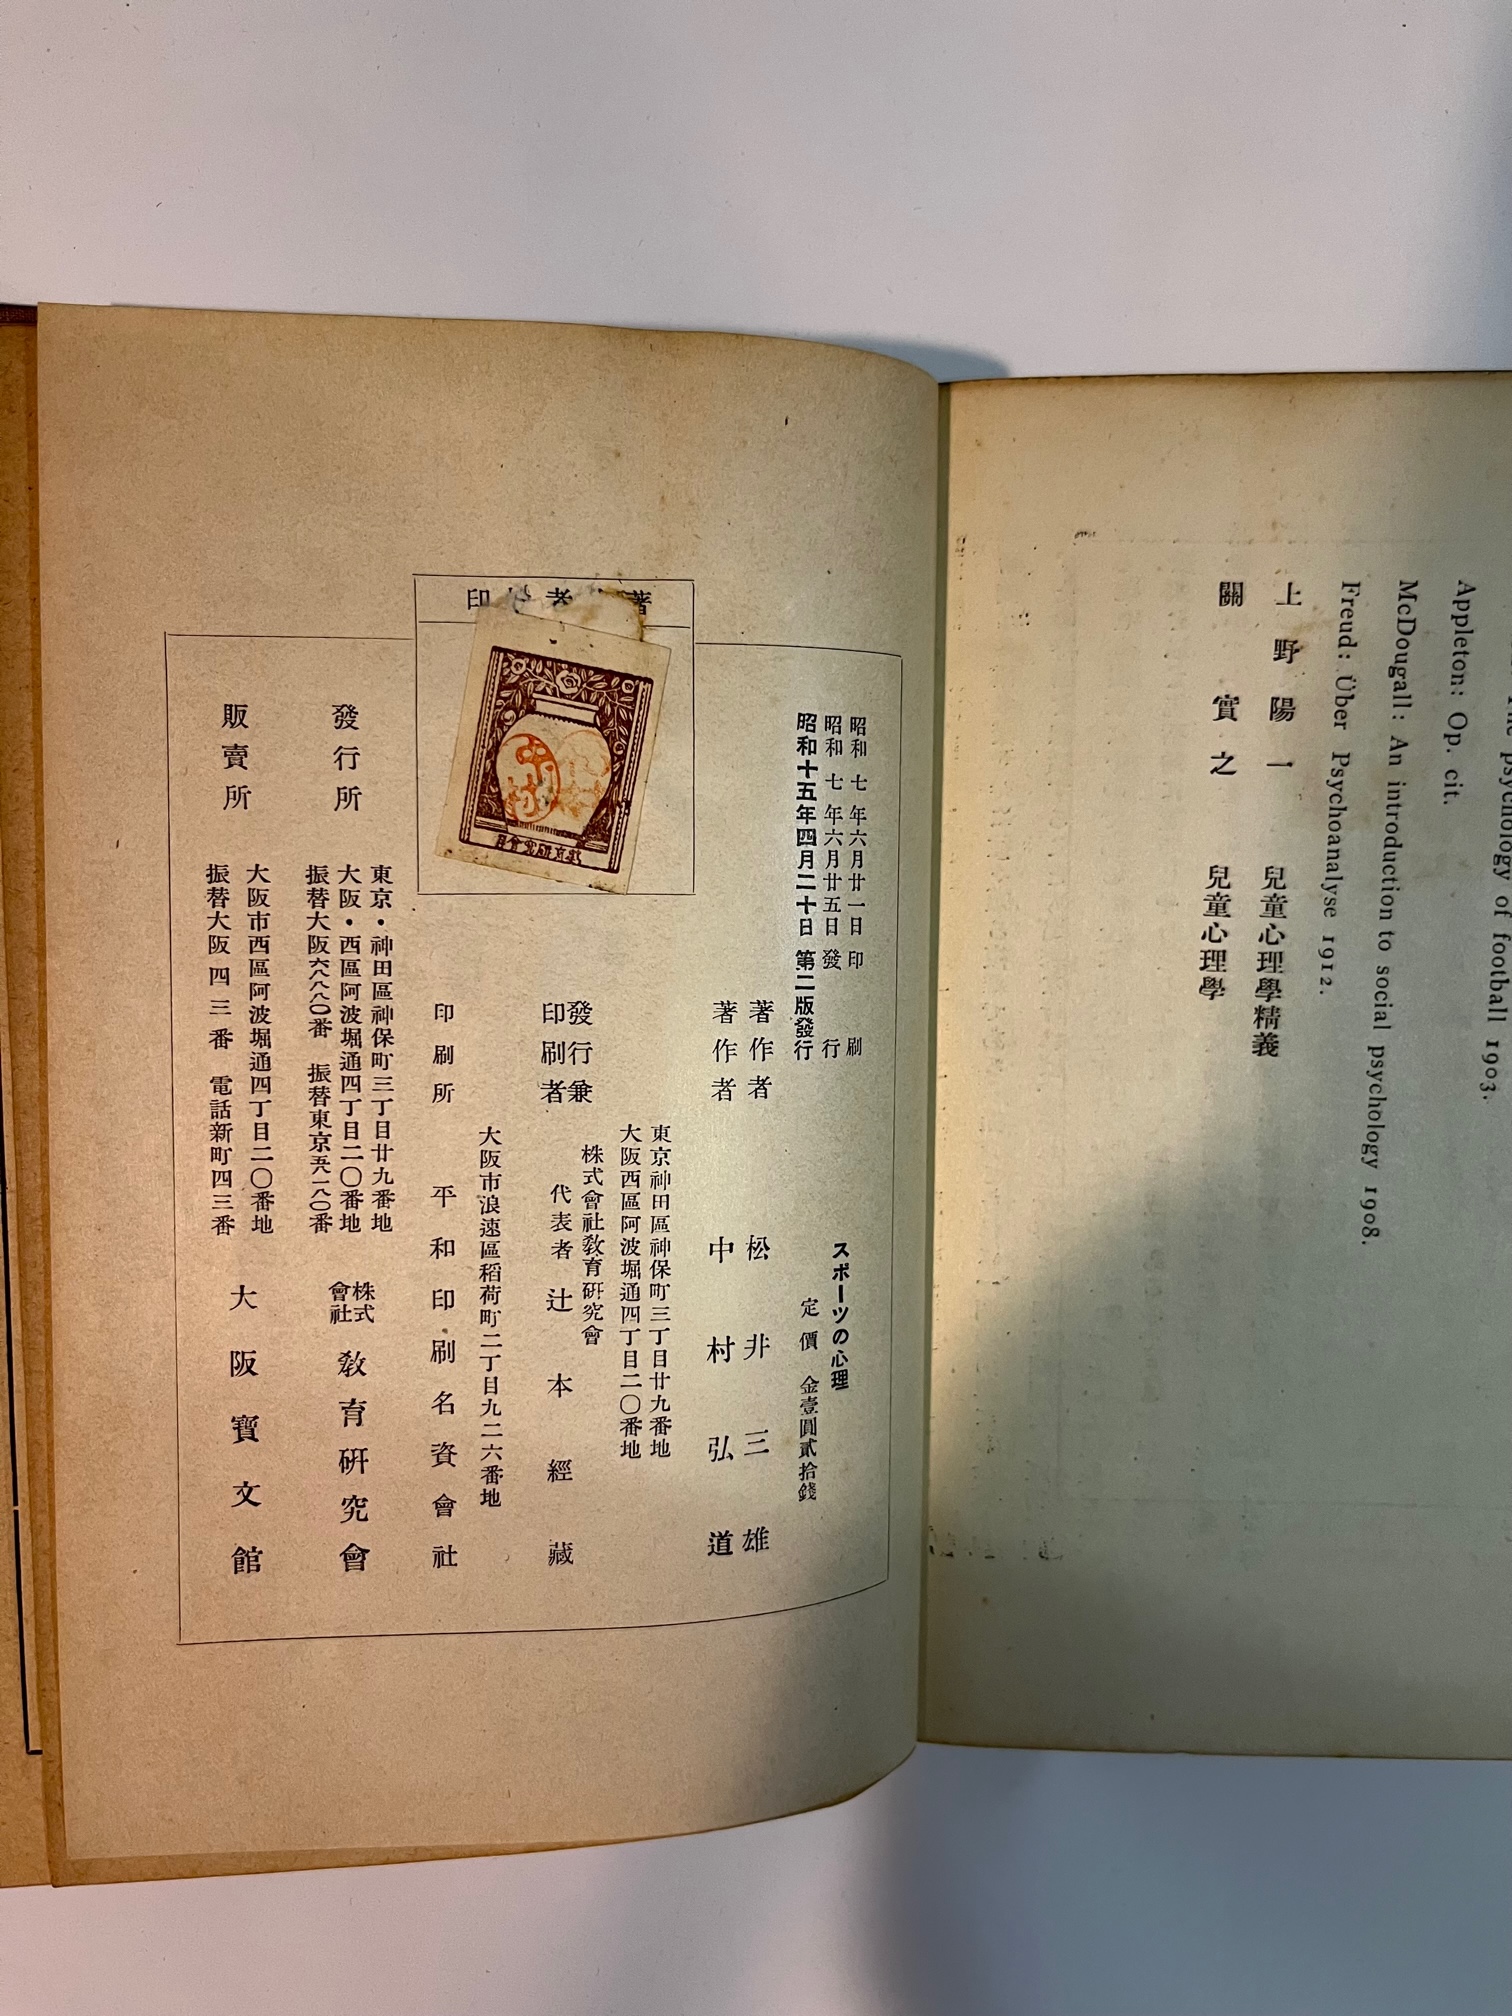 The psychology of football 1903.
Appleton: Op. cit.
McDougall: An introduction to social psychology 1908.
Freud: Über Psychoanalyse 1912.
上野陽一 兒童心理學精義
關實之 兒童心理學
昭和七年六月廿一日印刷
昭和七年六月廿五日發行
昭和十五年四月二十日第二版發行
スポーツの心理
定價 金壹圓貳拾錢
著作者 松井三雄
著作者 中村弘道
東京神田區神保町三丁目廿九番地
大阪西區阿波堀通四丁目二〇番地
發行兼印刷者
株式會社敎育硏究會
代表者 辻本經藏
大阪市浪速區稻荷町二丁目九二六番地
印刷所 平和印刷名資會社
東京・神田區神保町三丁目廿九番地
大阪・西區阿波堀通四丁目二〇番地
發行所 株式會社 敎育硏究會
振替大阪六八八八〇番 振替東京五一八〇番
大阪市西區阿波堀通四丁目二〇番地
販賣所 大阪寶文館
振替大阪四三番 電話新町四三番